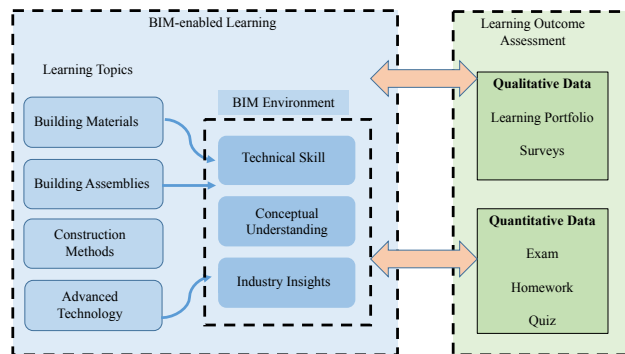 BIM-enabled Learning
Learning Topics
Building Materials
Building Assemblies
Construction
Methods
Advanced
Technology
BIM Environment
Technical Skill
Conceptual
Understanding
Industry Insights
Learning Outcome
Assessment
Qualitative Data
Learning Portfolio
Surveys
Quantitative Data
Exam
Homework
Quiz